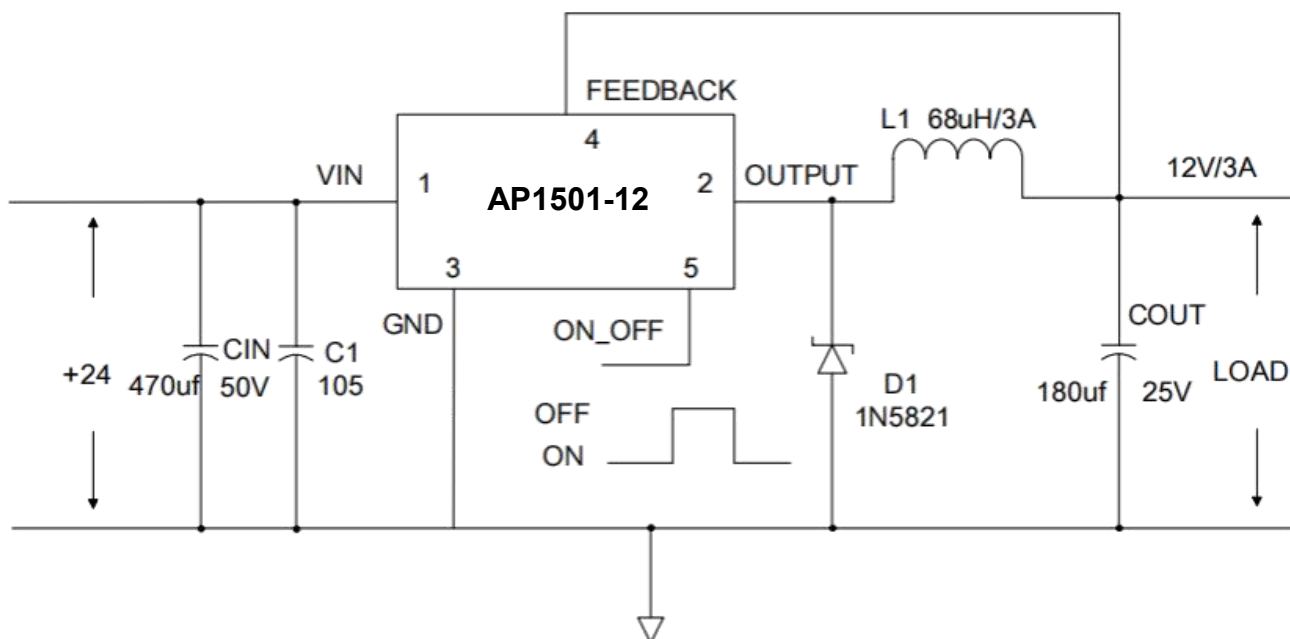 FEEDBACK
L1 68uH/3A
4
VIN
1
AP1501-12
2
OUTPUT
12V/3A
3
5
GND
ON_OFF
COUT
CIN
C1
+24
470uf
50V
105
D1
1N5821
180uf
25V
LOAD
OFF
ON